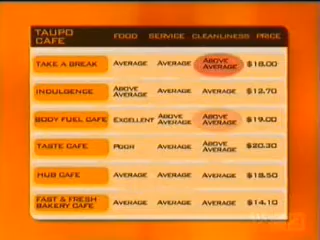 TAUPO CAFE FOOD SERVICE CLEANLINESS PRICE
TAKE A BREAK AVERAGE AVERAGE ABOVE AVERAGE $18.00
INDULGENCE ABOVE AVERAGE AVERAGE ABOVE AVERAGE $12.70
BODY FUEL CAFE EXCELLENT ABOVE AVERAGE ABOVE AVERAGE $19.00
TASTE CAFE POOR ABOVE AVERAGE AVERAGE $20.30
HUB CAFE AVERAGE AVERAGE AVERAGE $18.50
FAST & FRESH BAKERY CAFE AVERAGE AVERAGE AVERAGE $14.10